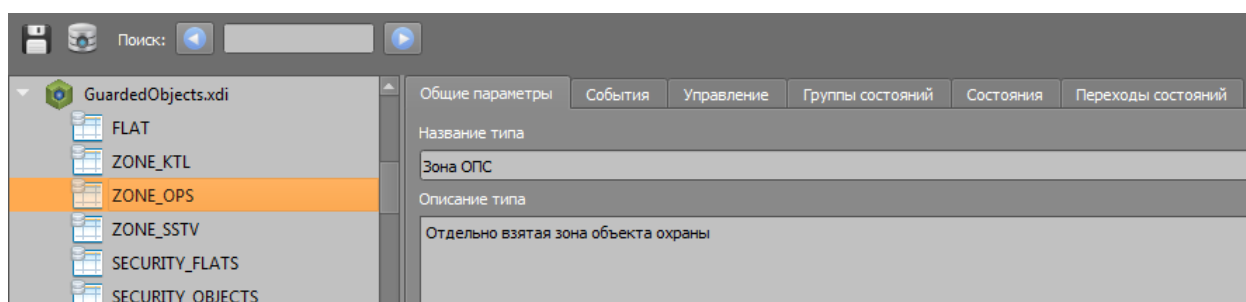 Поиск:
GuardedObjects.xdi
FLAT
ZONE_KTL
ZONE_OPS
ZONE_SSTV
SECURITY_FLATS
SECURITY_OBJECTS
Общие параметры События Управление Группы состояний Состояния Переходы состояний
Название типа
Зона ОПС
Описание типа
Отдельно взятая зона объекта охраны